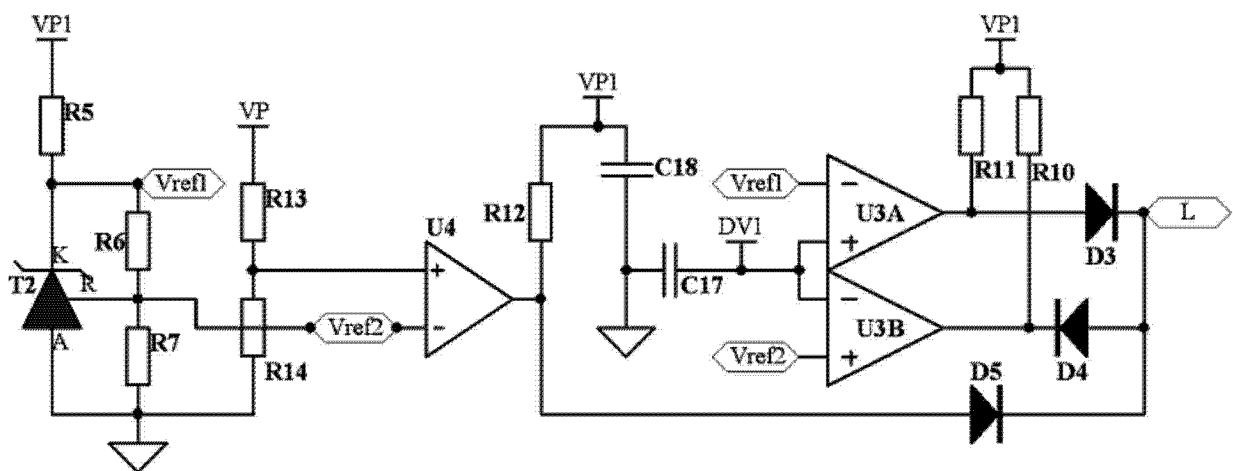 VP1
R5
Vref1
R6
K
R
T2
A
R7
VP
R13
R14
Vref2
U4
+
-
R12
VP1
C18
C17
DV1
Vref1
Vref2
-
U3A
+
-
U3B
+
VP1
R11
R10
D3
L
D4
D5